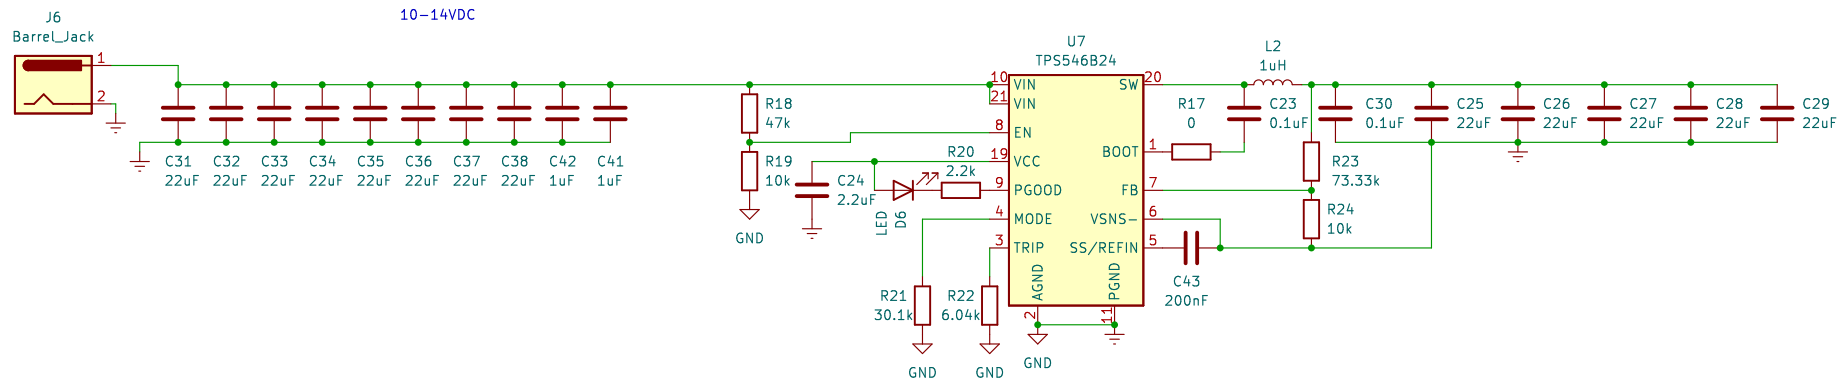 10-14VDC
J6
Barrel_Jack
1
2
C31
22uF
C32
22uF
C33
22uF
C34
22uF
C35
22uF
C36
22uF
C37
22uF
C38
22uF
C42
1uF
C41
1uF
R18
47k
R19
10k
GND
C24
2.2uF
LED
D6
R20
2.2k
R21
30.1k
GND
R22
6.04k
GND
U7
TPS546B24
10
VIN
21
VIN
8
EN
19
VCC
9
PGOOD
4
MODE
3
TRIP
2
AGND
11
PGND
GND
20
SW
1
BOOT
7
FB
6
VSNS-
5
SS/REFIN
R17
0
C23
0.1uF
L2
1uH
C43
200nF
R23
73.33k
R24
10k
C30
0.1uF
C25
22uF
C26
22uF
C27
22uF
C28
22uF
C29
22uF